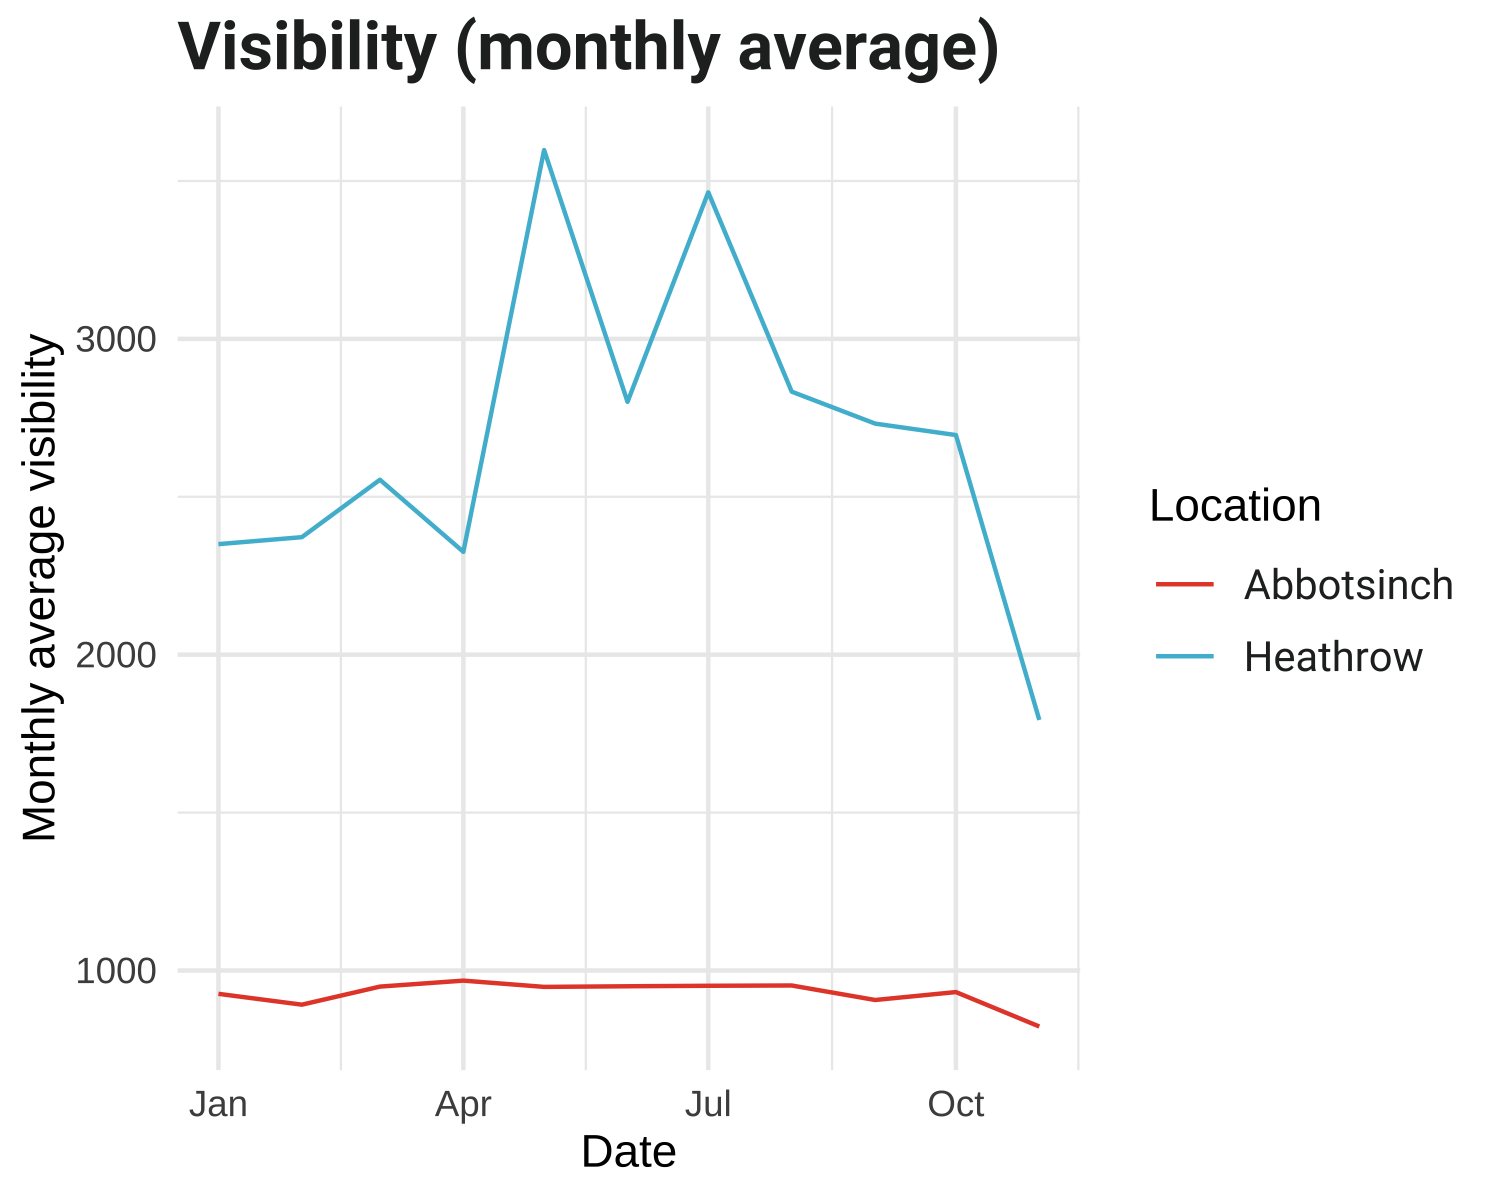 Visibility (monthly average)
Monthly average visibility
3000
2000
1000
Jan Apr Jul Oct
Date
Location
Abbotsinch
Heathrow